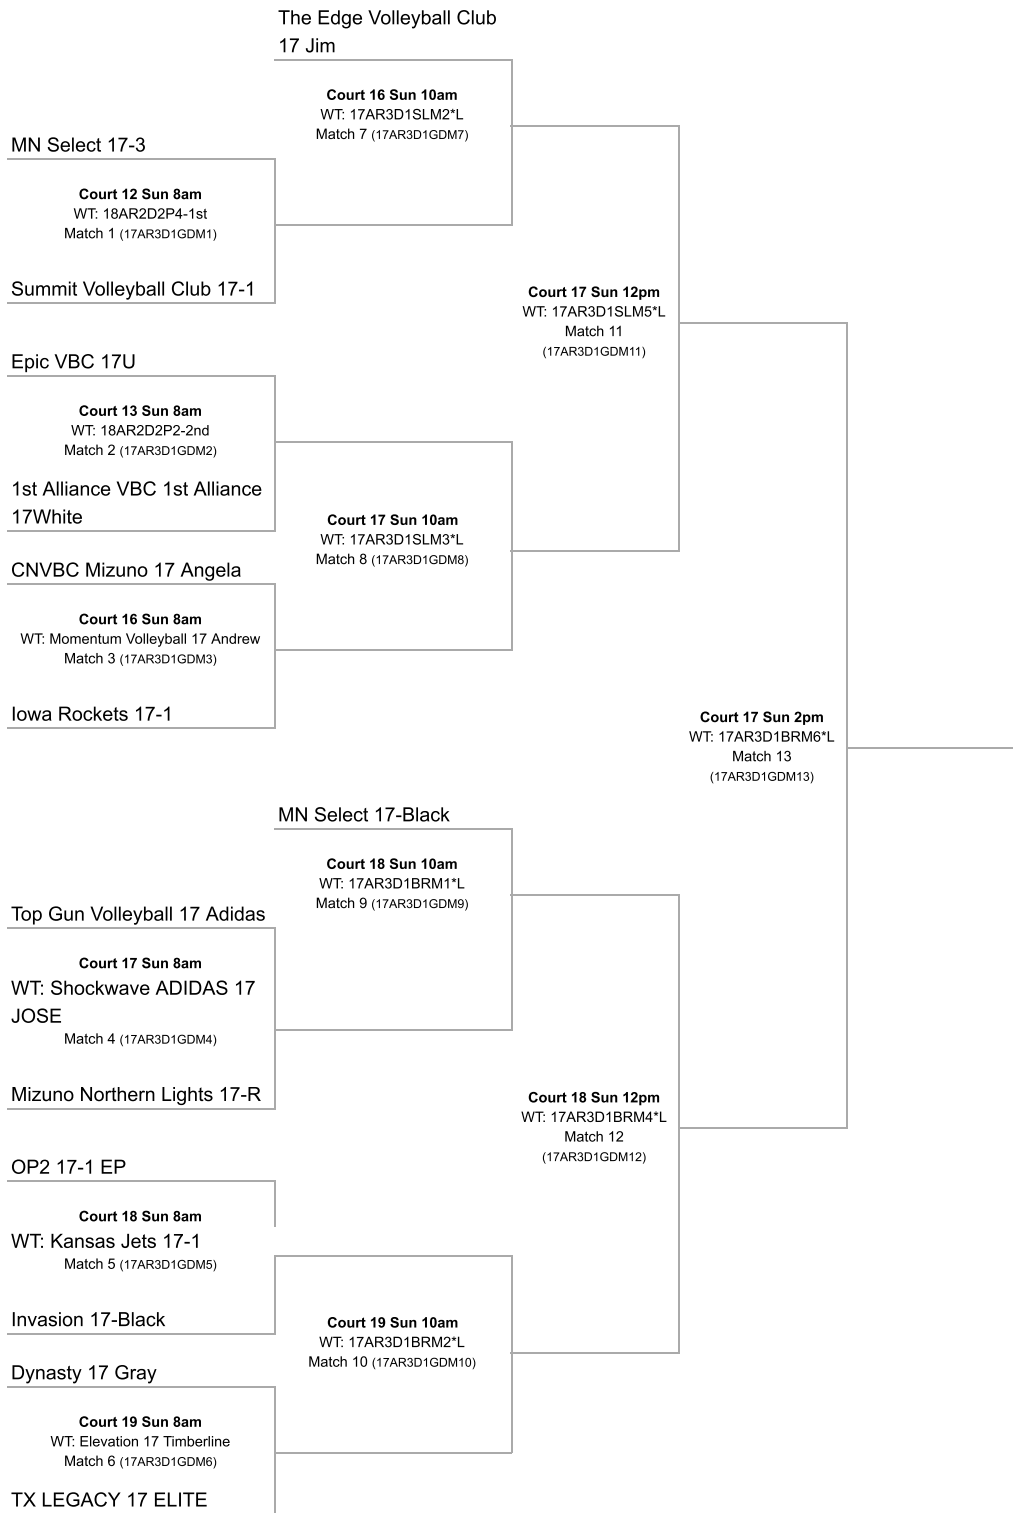 The Edge Volleyball Club
17 Jim
Court 16 Sun 10am
WT: 17AR3D1SLM2*L
Match 7 (17AR3D1GDM7)
MN Select 17-3
Court 12 Sun 8am
WT: 18AR2D2P4-1st
Match 1 (17AR3D1GDM1)
Summit Volleyball Club 17-1
Court 17 Sun 12pm
WT: 17AR3D1SLM5*L
Match 11
(17AR3D1GDM11)
Epic VBC 17U
Court 13 Sun 8am
WT: 18AR2D2P2-2nd
Match 2 (17AR3D1GDM2)
1st Alliance VBC 1st Alliance
17White
Court 17 Sun 10am
WT: 17AR3D1SLM3*L
Match 8 (17AR3D1GDM8)
CNVBC Mizuno 17 Angela
Court 16 Sun 8am
WT: Momentum Volleyball 17 Andrew
Match 3 (17AR3D1GDM3)
Iowa Rockets 17-1
Court 17 Sun 2pm
WT: 17AR3D1BRM6*L
Match 13
(17AR3D1GDM13)
MN Select 17-Black
Court 18 Sun 10am
WT: 17AR3D1BRM1*L
Match 9 (17AR3D1GDM9)
Top Gun Volleyball 17 Adidas
Court 17 Sun 8am
WT: Shockwave ADIDAS 17
JOSE
Match 4 (17AR3D1GDM4)
Mizuno Northern Lights 17-R
Court 18 Sun 12pm
WT: 17AR3D1BRM4*L
Match 12
(17AR3D1GDM12)
OP2 17-1 EP
Court 18 Sun 8am
WT: Kansas Jets 17-1
Match 5 (17AR3D1GDM5)
Invasion 17-Black
Court 19 Sun 10am
WT: 17AR3D1BRM2*L
Match 10 (17AR3D1GDM10)
Dynasty 17 Gray
Court 19 Sun 8am
WT: Elevation 17 Timberline
Match 6 (17AR3D1GDM6)
TX LEGACY 17 ELITE